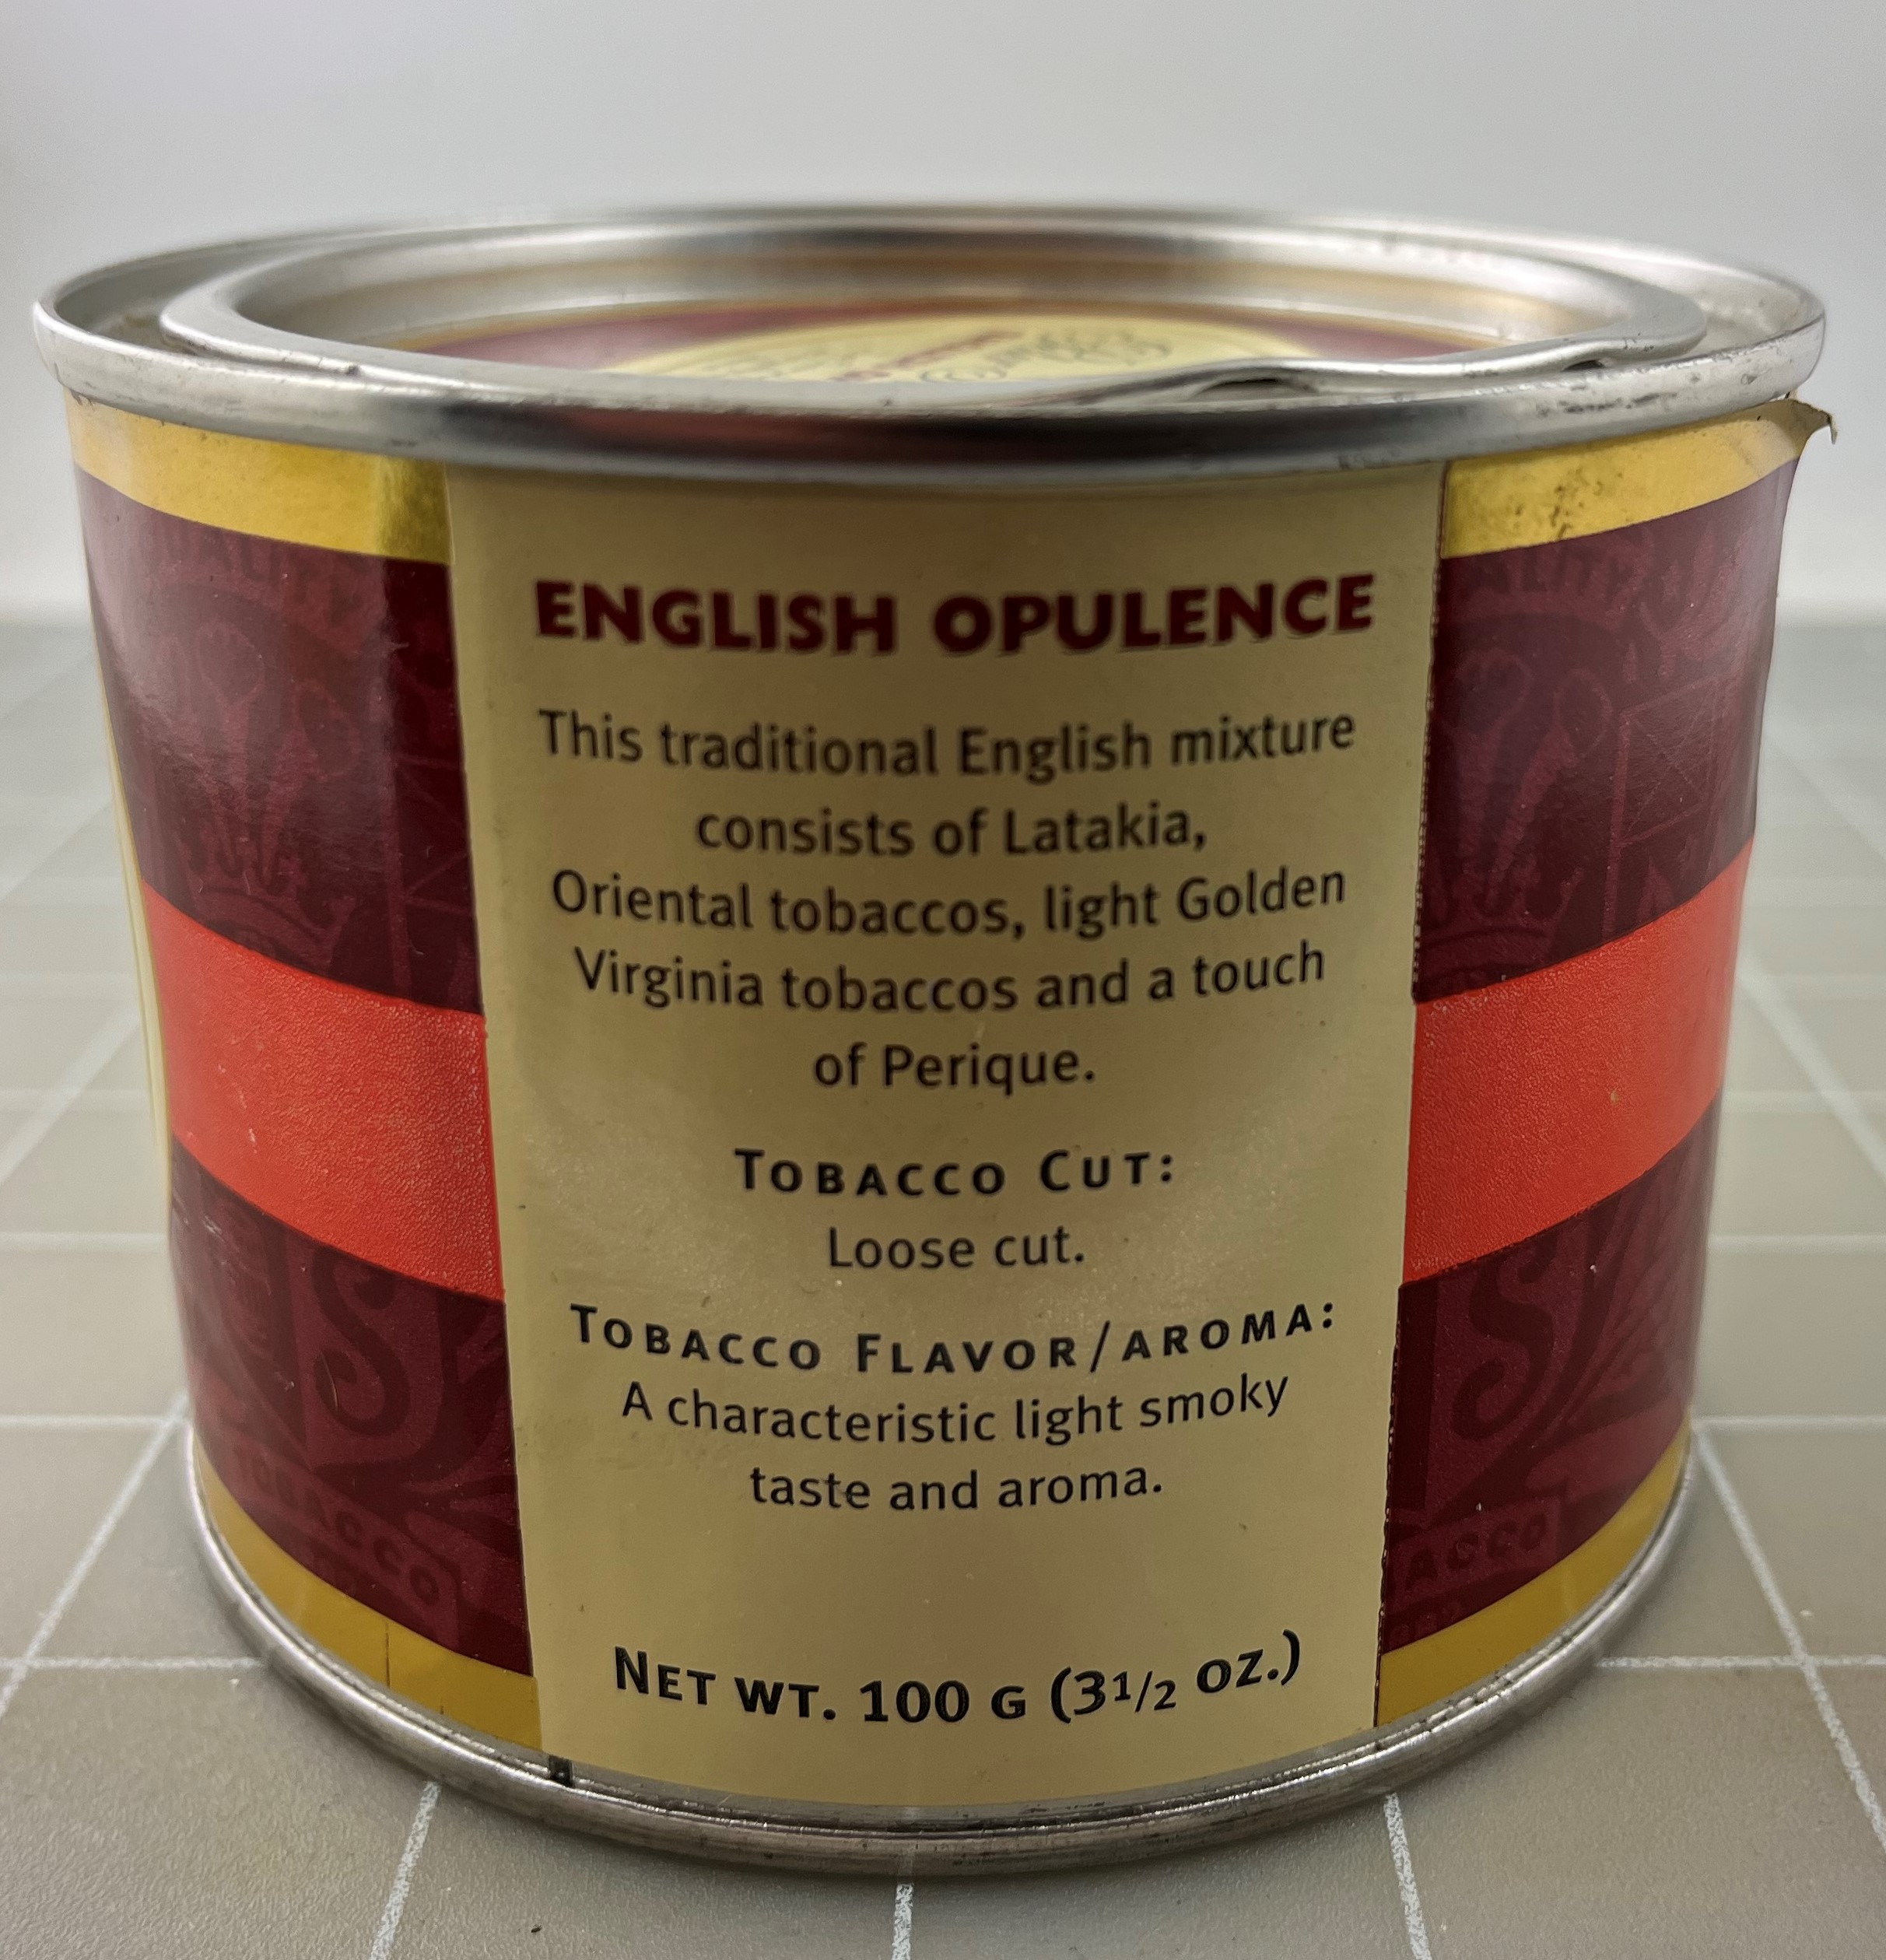 ENGLISH OPULENCE
This traditional English mixture
consists of Latakia,
Oriental tobaccos, light Golden
Virginia tobaccos and a touch
of Perique.
TOBACCO CUT:
Loose cut.
TOBACCO FLAVOR/AROMA:
A characteristic light smoky
taste and aroma.
NET WT. 100 G (3 1/2 OZ.)
TOBACCO